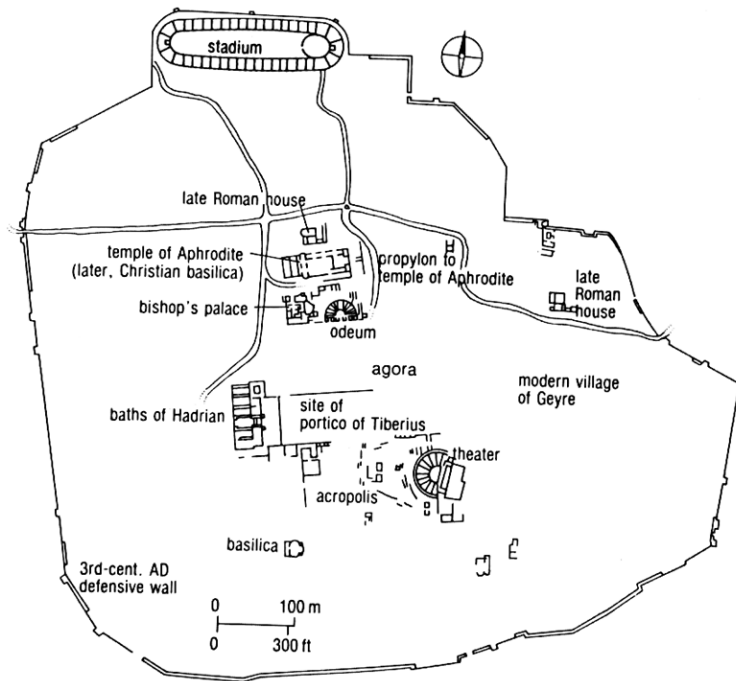 stadium
late Roman house
temple of Aphrodite
(later, Christian basilica)
propylon to
temple of Aphrodite
late
Roman
house
bishop's palace
odeum
agora
modern village
of Geyre
baths of Hadrian
site of
portico of Tiberius
theater
acropolis
basilica
3rd-cent. AD
defensive wall
0 100 m
0 300 ft